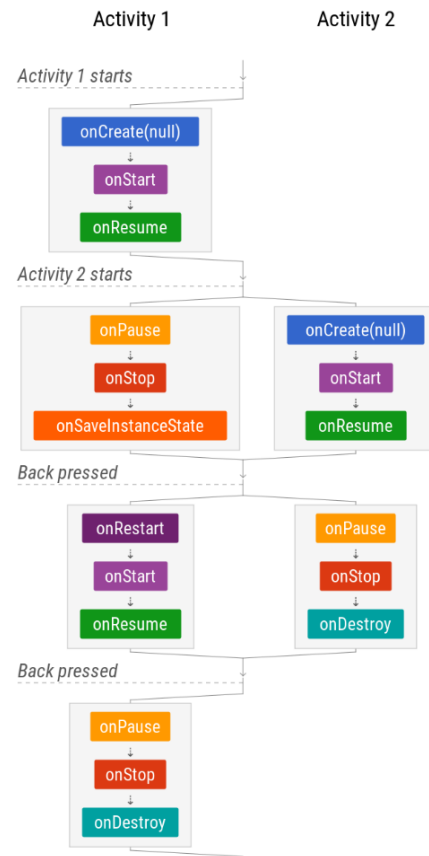 Activity 1
Activity 2
Activity 1 starts
onCreate(null)
onStart
onResume
Activity 2 starts
onPause
onStop
onSaveInstanceState
onCreate(null)
onStart
onResume
Back pressed
onRestart
onStart
onResume
onPause
onStop
onDestroy
Back pressed
onPause
onStop
onDestroy